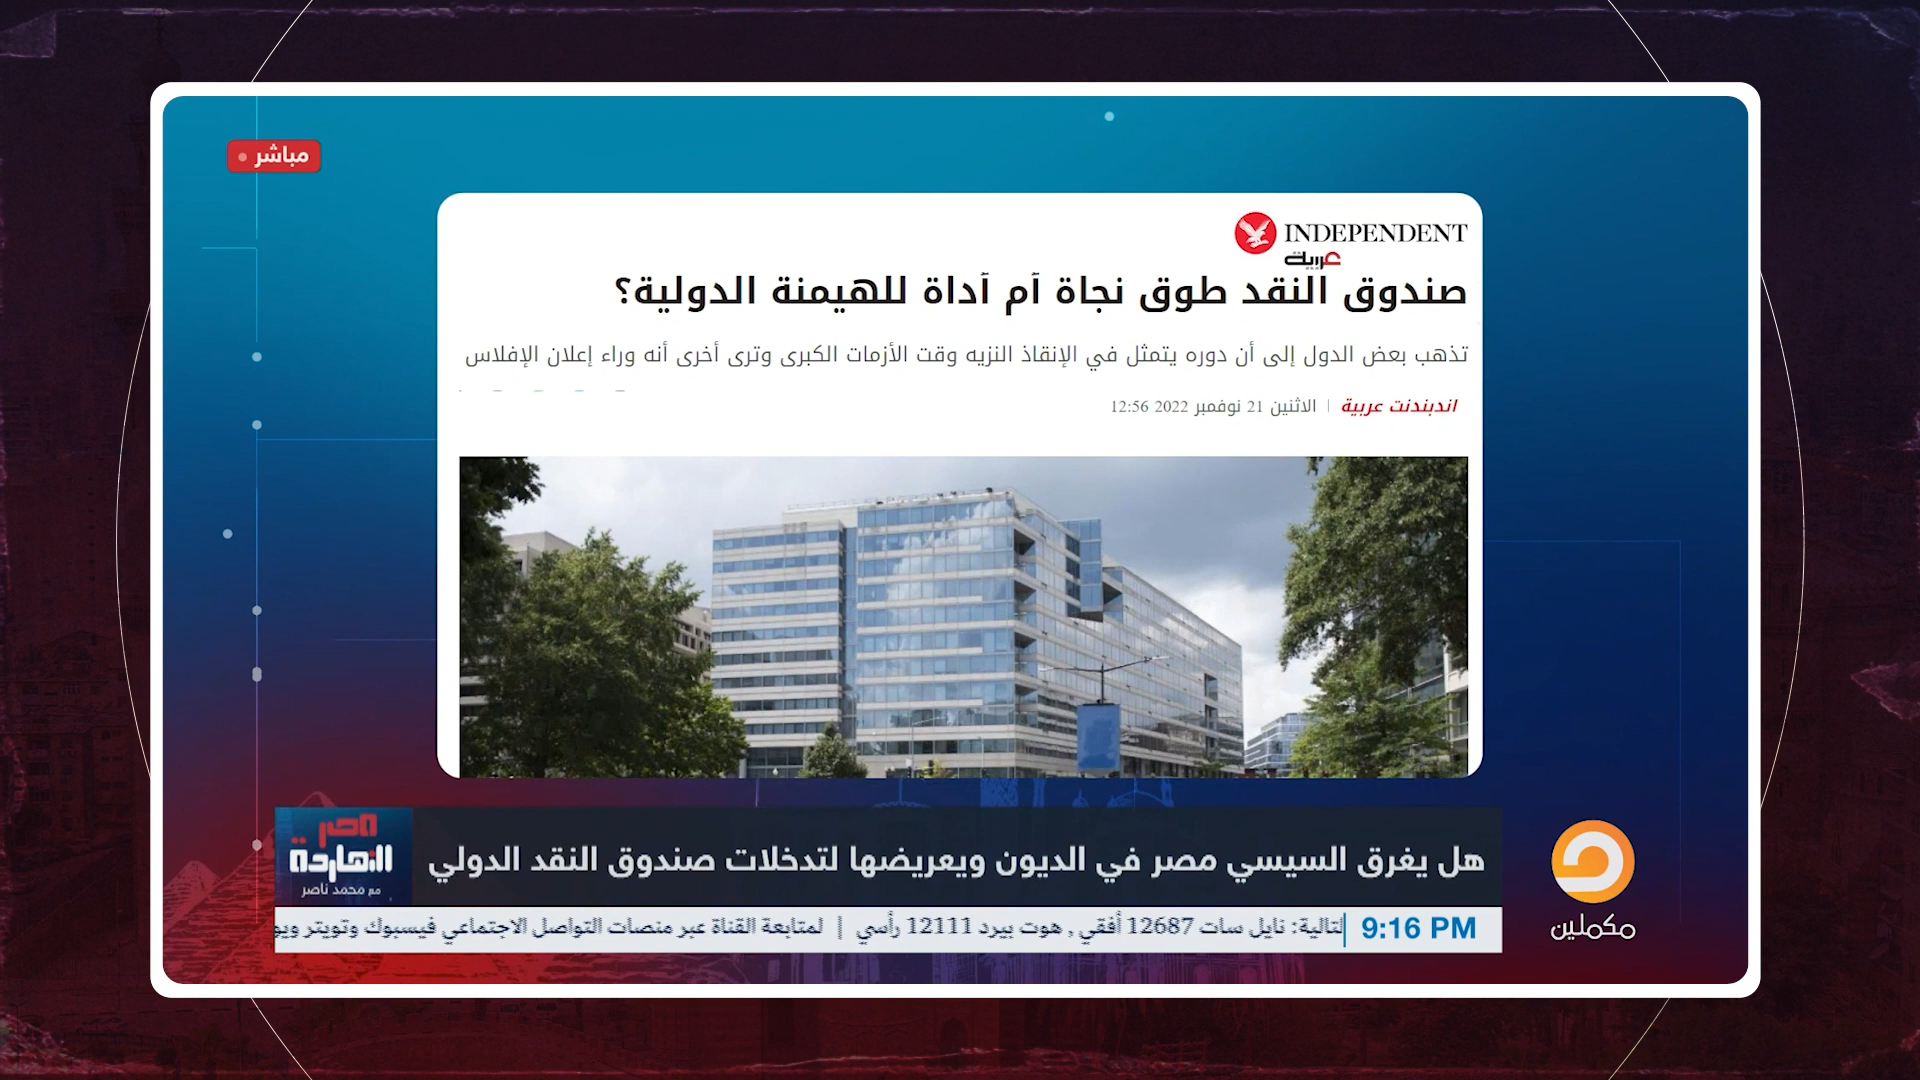 مباشر
INDEPENDENT
عربية
صندوق النقد طوق نجاة أم أداة للهيمنة الدولية؟
تذهب بعض الدول إلى أن دوره يتمثل في الإنقاذ النزيه وقت الأزمات الكبرى وترى أخرى أنه وراء إعلان الإفلاس
اندبندنت عربية | الاثنين 21 نوفمبر 2022 12:56
مصر
النهاردة
مع محمد ناصر
هل يغرق السيسي مصر في الديون ويعريضها لتدخلات صندوق النقد الدولي
مكملين
9:16 PM
لتالية: نايل سات 12687 أفقي , هوت بيرد 12111 رأسي | لمتابعة القناة عبر منصات التواصل الاجتماعي فيسبوك وتويتر ويو